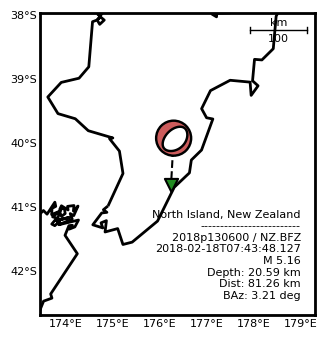 38°S
km
100
39°S
40°S
41°S
North Island, New Zealand
--------------------------
2018p130600 / NZ.BFZ
2018-02-18T07:43:48.127
M 5.16
Depth: 20.59 km
Dist: 81.26 km
BAz: 3.21 deg
42°S
174°E 175°E 176°E 177°E 178°E 179°E